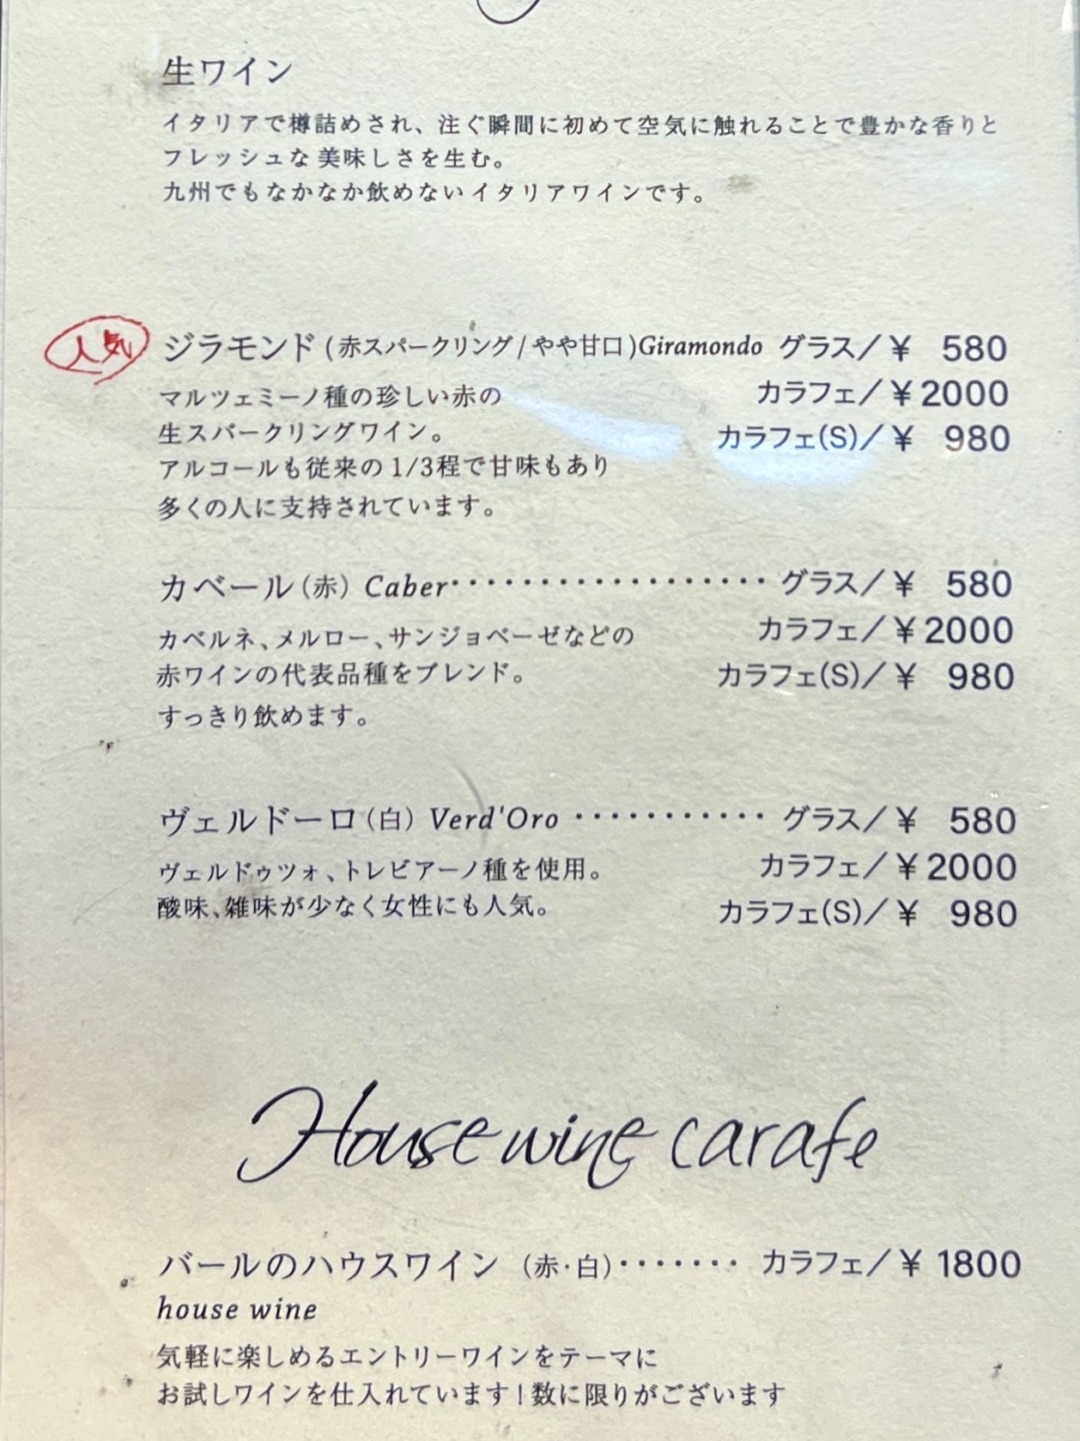 生ワイン
イタリアで樽詰めされ、注ぐ瞬間に初めて空気に触れることで豊かな香りと
フレッシュな美味しさを生む。
九州でもなかなか飲めないイタリアワインです。
人気 ジラモンド(赤スパークリング/やや甘口)Giramondo グラス/¥ 580
カラフェ/¥2000
カラフェ(S)/¥ 980
マルツェミーノ種の珍しい赤の
生スパークリングワイン。
アルコールも従来の1/3程で甘味もあり
多くの人に支持されています。
カベール(赤) Caber・・・・・・・・・・・・・・・・・・ グラス/¥ 580
カラフェ/¥2000
カラフェ(S)/¥ 980
カベルネ、メルロー、サンジョベーゼなどの
赤ワインの代表品種をブレンド。
すっきり飲めます。
ヴェルドーロ(白) Verd'Oro ・・・・・・・・・・・ グラス/¥ 580
カラフェ/¥2000
カラフェ(S)/¥ 980
ヴェルドゥツォ、トレビアーノ種を使用。
酸味、雑味が少なく女性にも人気。
House wine carafe
バールのハウスワイン (赤・白)・・・・・・・ カラフェ/¥ 1800
house wine
気軽に楽しめるエントリーワインをテーマに
お試しワインを仕入れています!数に限りがございます